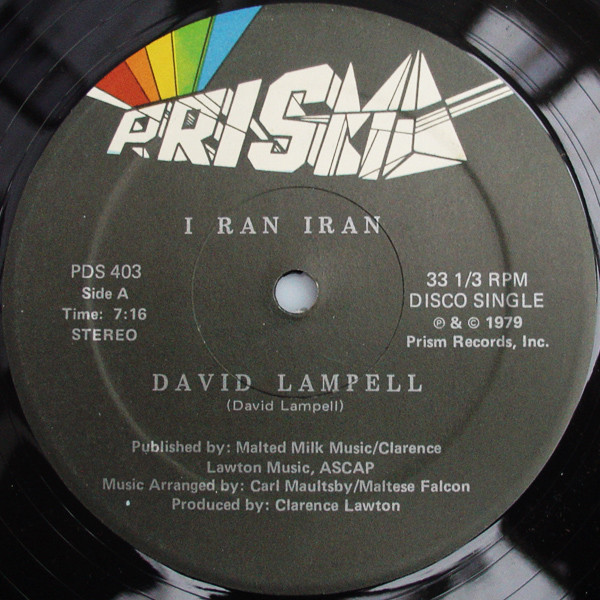 PRISM
I RAN IRAN
PDS 403
Side A
Time: 7:16
STEREO
33 1/3 RPM
DISCO SINGLE
℗ & © 1979
Prism Records, Inc.
DAVID LAMPELL
(David Lampell)
Published by: Malted Milk Music/Clarence
Lawton Music, ASCAP
Music Arranged by: Carl Maultsby/Maltese Falcon
Produced by: Clarence Lawton